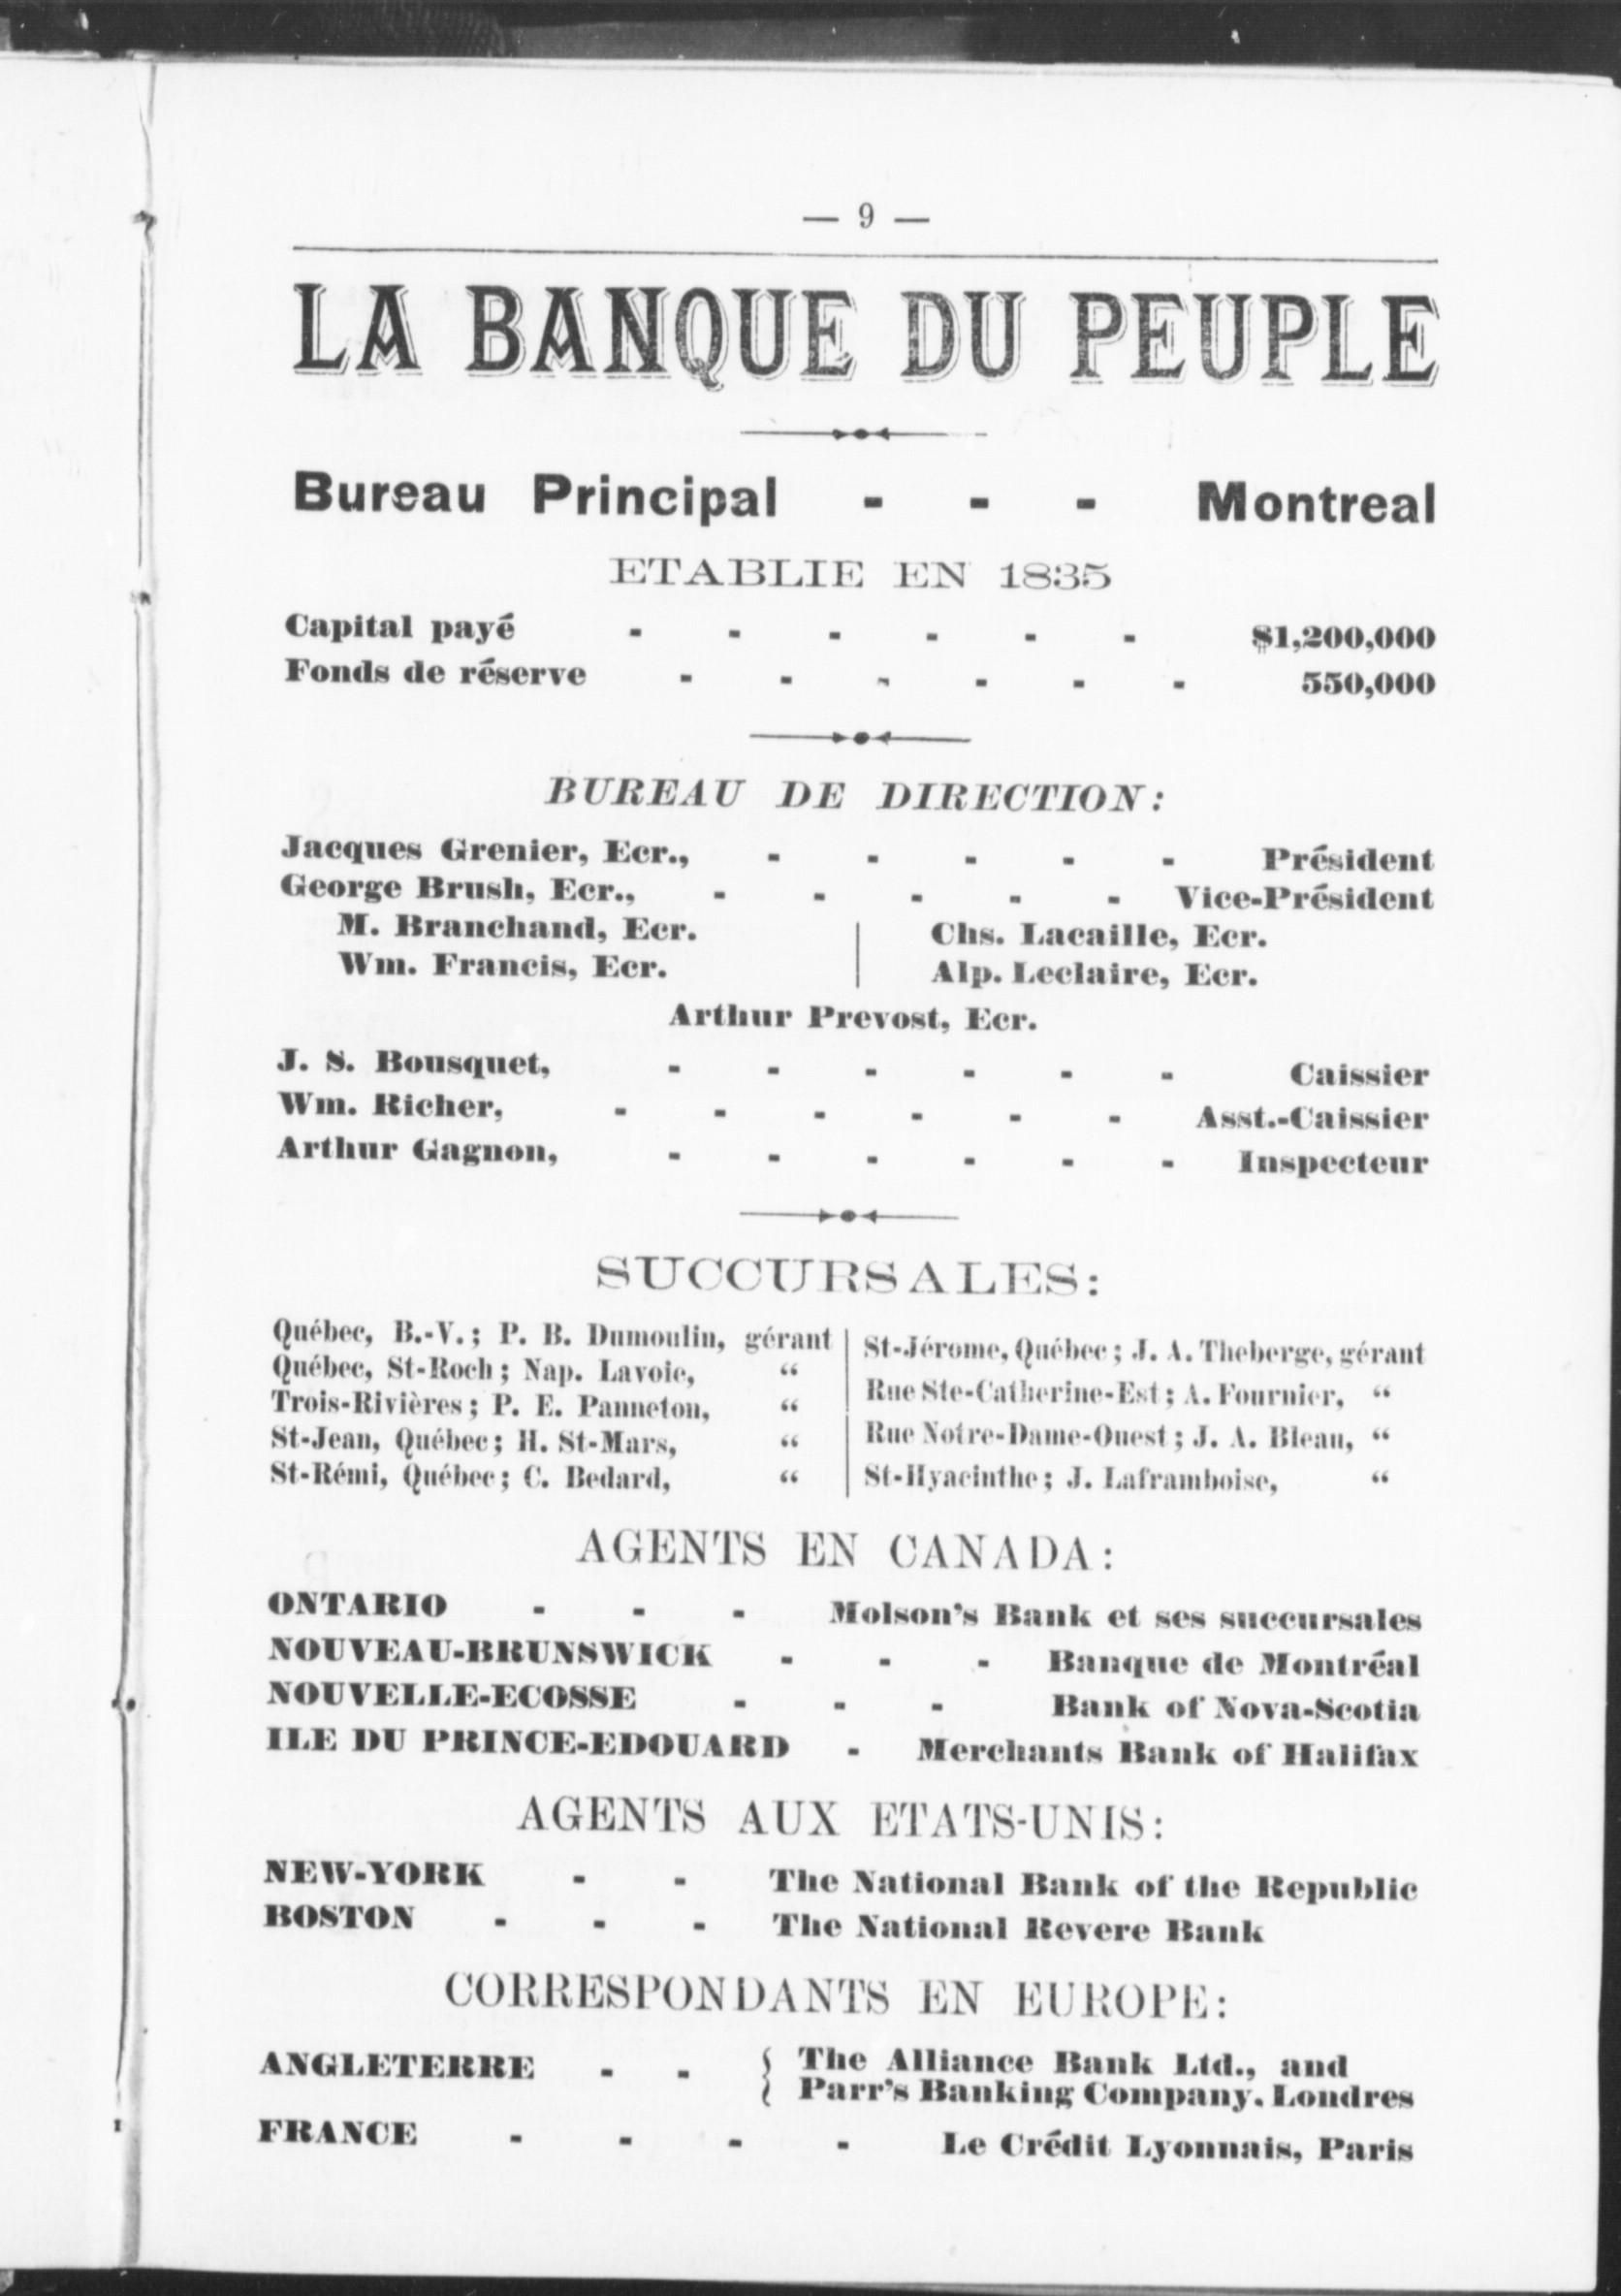 — 9 —
LA BANQUE DU PEUPLE
Bureau Principal - - - Montreal
ETABLIE EN 1835
Capital payé - - - - - - $1,200,000
Fonds de réserve - - - - - - 550,000
BUREAU DE DIRECTION:
Jacques Grenier, Ecr., - - - - - Président
George Brush, Ecr., - - - - - Vice-Président
M. Branchand, Ecr. | Chs. Lacaille, Ecr.
Wm. Francis, Ecr. | Alp. Leclaire, Ecr.
Arthur Prevost, Ecr.
J. S. Bousquet, - - - - - - Caissier
Wm. Richer, - - - - - - Asst.-Caissier
Arthur Gagnon, - - - - - - Inspecteur
SUCCURSALES:
Québec, B.-V.; P. B. Dumoulin, gérant
Québec, St-Roch; Nap. Lavoie, “
Trois-Rivières; P. E. Panneton, “
St-Jean, Québec; H. St-Mars, “
St-Rémi, Québec; C. Bedard, “
St-Jérome, Québec; J. A. Theberge, gérant
Rue Ste-Catherine-Est; A. Fournier, “
Rue Notre-Dame-Ouest; J. A. Bleau, “
St-Hyacinthe; J. Laframboise, “
AGENTS EN CANADA:
ONTARIO - - - Molson's Bank et ses succursales
NOUVEAU-BRUNSWICK - - - Banque de Montréal
NOUVELLE-ECOSSE - - - Bank of Nova-Scotia
ILE DU PRINCE-EDOUARD - Merchants Bank of Halifax
AGENTS AUX ETATS-UNIS:
NEW-YORK - - The National Bank of the Republic
BOSTON - - - The National Revere Bank
CORRESPONDANTS EN EUROPE:
ANGLETERRE - - { The Alliance Bank Ltd., and
Parr's Banking Company. Londres
FRANCE - - - - Le Crédit Lyonnais, Paris